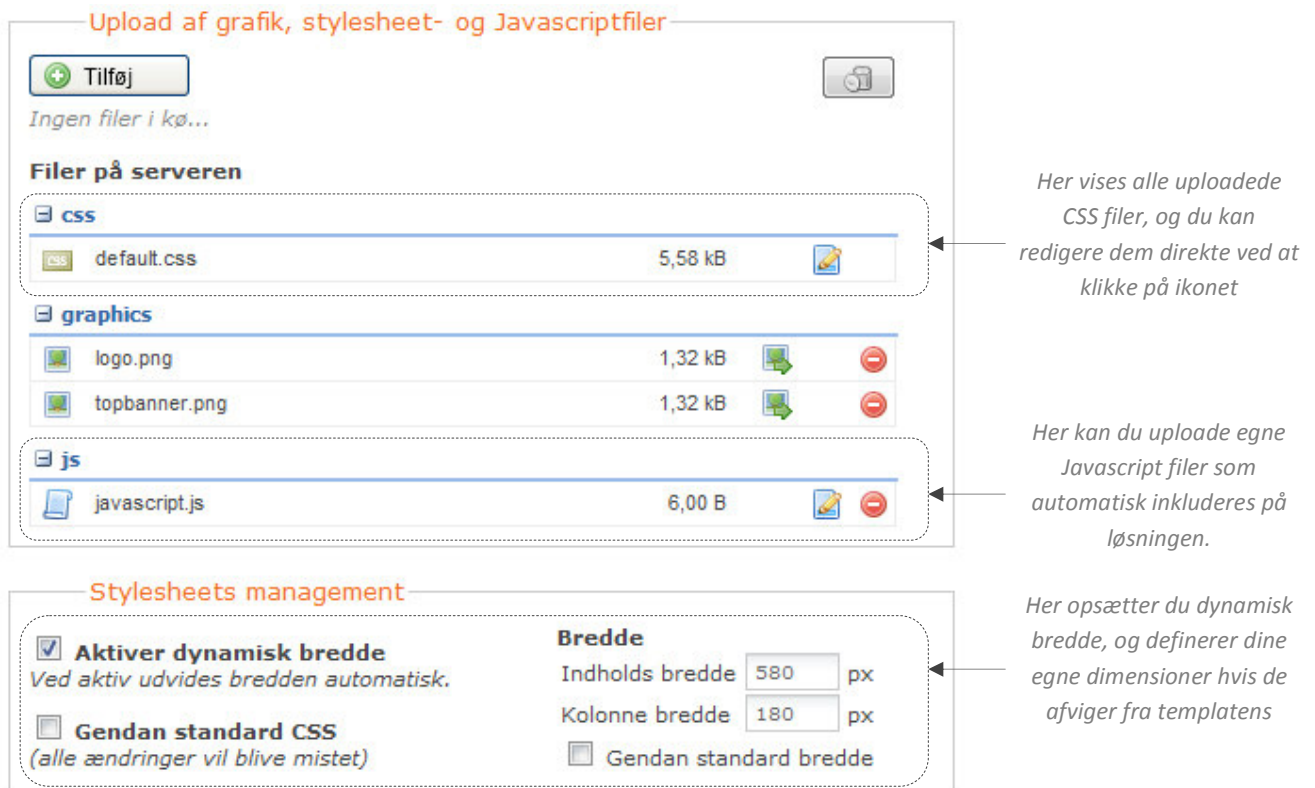 Upload af grafik, stylesheet- og Javascriptfiler
Tilføj
Ingen filer i kø...
Filer på serveren
css
CSS default.css 5,58 kB
Her vises alle uploadede
CSS filer, og du kan
redigere dem direkte ved at
klikke på ikonet
graphics
logo.png 1,32 kB
topbanner.png 1,32 kB
js
javascript.js 6,00 B
Her kan du uploade egne
Javascript filer som
automatisk inkluderes på
løsningen.
Stylesheets management
Aktiver dynamisk bredde
Ved aktiv udvides bredden automatisk.
Gendan standard CSS
(alle ændringer vil blive mistet)
Bredde
Indholds bredde 580 px
Kolonne bredde 180 px
Gendan standard bredde
Her opsætter du dynamisk
bredde, og definerer dine
egne dimensioner hvis de
afviger fra templatens